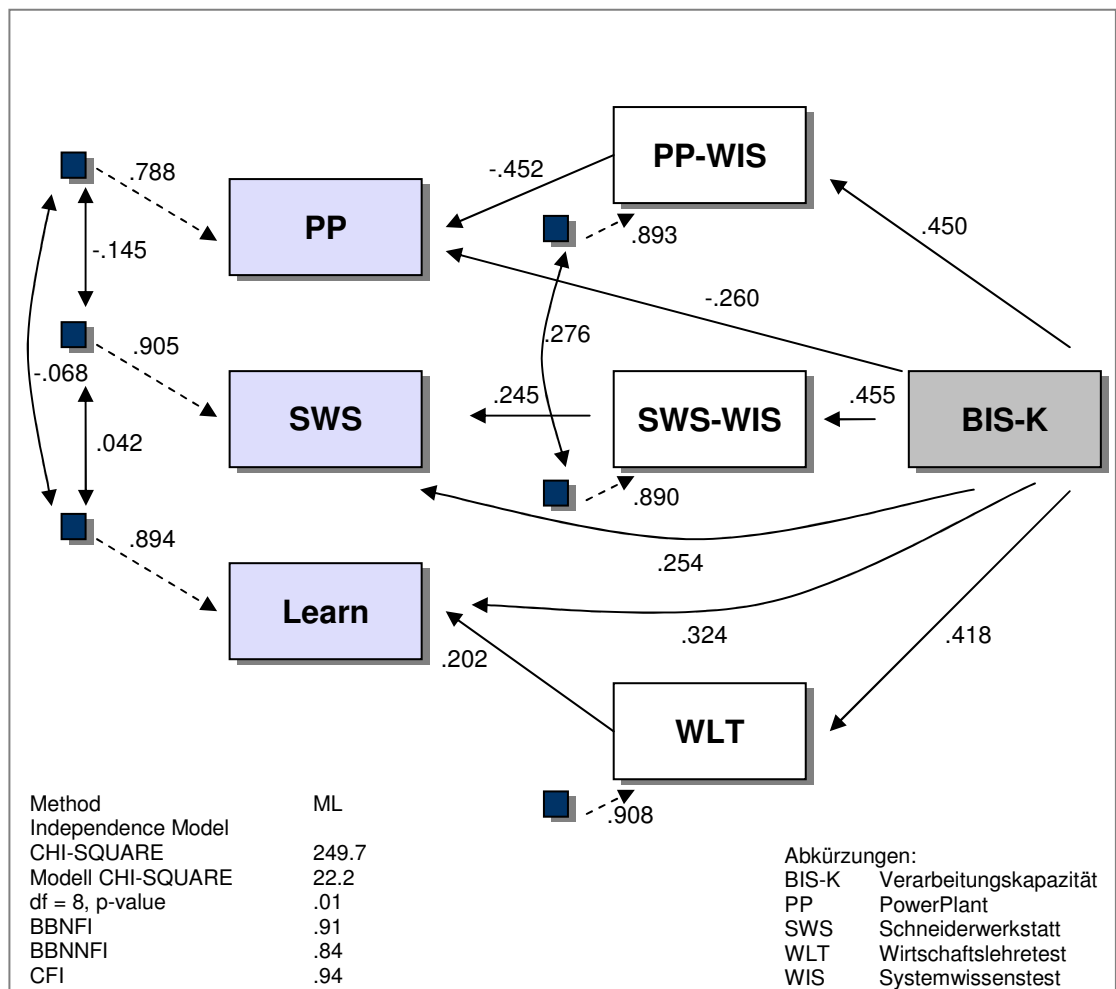 PP-WIS
.788
-.452
PP
.893
.450
-.145
-.260
.276
.905
-.068
.245
.455
SWS
SWS-WIS
BIS-K
.042
.890
.894
.254
Learn
.324
.418
.202
WLT
.908
Method ML
Independence Model
CHI-SQUARE 249.7
Modell CHI-SQUARE 22.2
df = 8, p-value .01
BBNFI .91
BBNNFI .84
CFI .94
Abkürzungen:
BIS-K Verarbeitungskapazität
PP PowerPlant
SWS Schneiderwerkstatt
WLT Wirtschaftslehretest
WIS Systemwissenstest